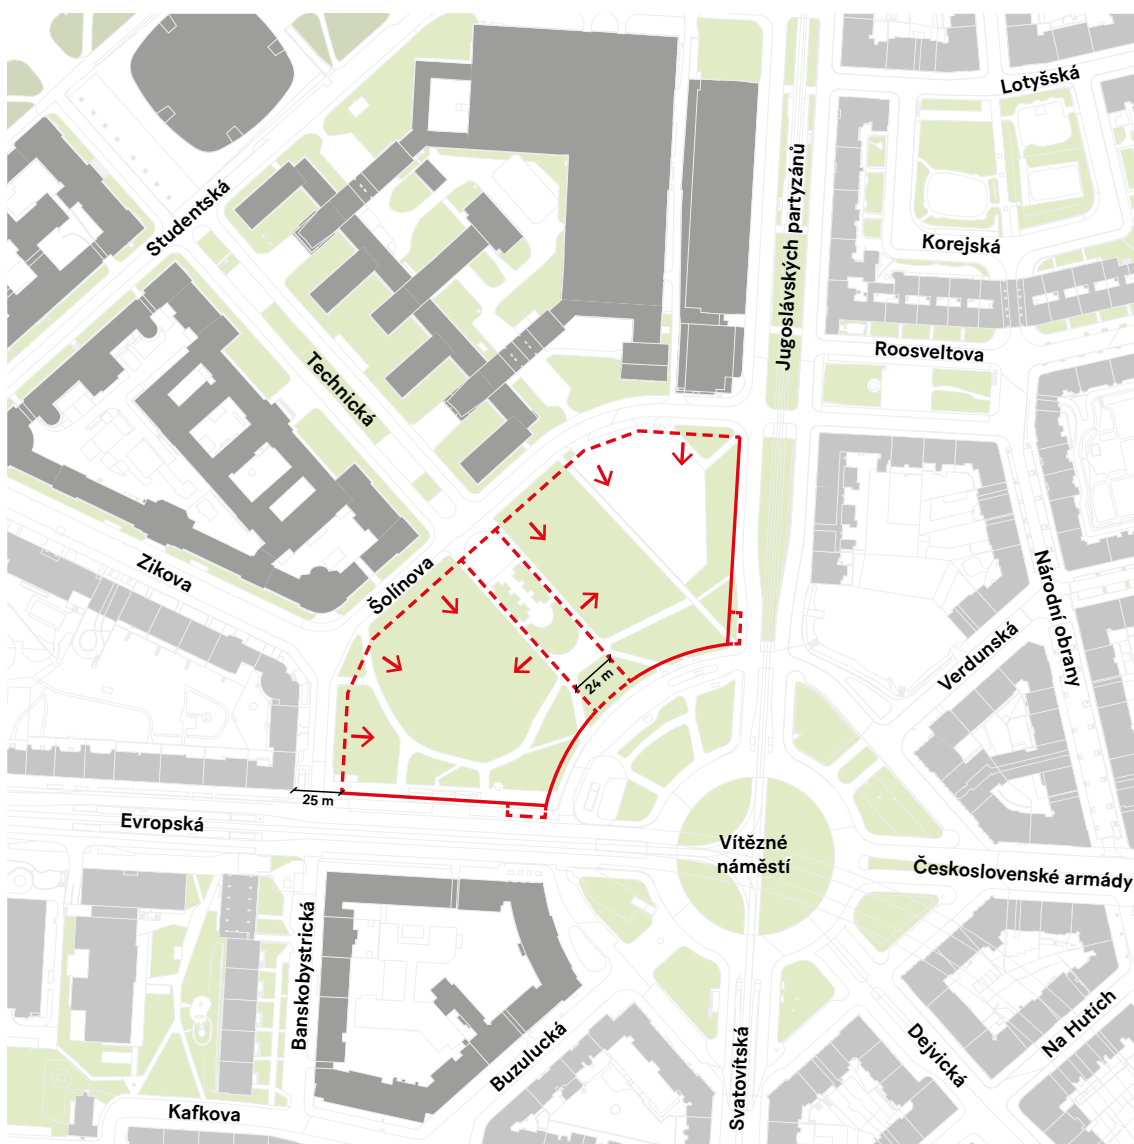 Lotyšská
Studentská
Jugoslávských partyzánů
Korejská
Roosveltova
Technická
Zikova
Šolínova
Národní obrany
Verdunská
24 m
25 m
Evropská
Vítězné
náměstí
Československé armády
Banskobystrická
Buzulucká
Svatovítská
Dejvická
Na Hutích
Kafkova